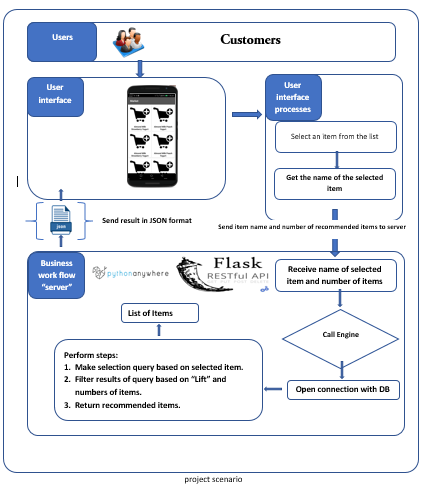 Users
Customers
User
interface
User
interface
processes
Select an item from the list
Get the name of the selected
item
Send item name and number of recommended items to server
json
Send result in JSON format
Business
work flow
"server"
pythonanywhere
Flask
RESTful API
Receive name of selected
item and number of items
Call Engine
Open connection with DB
List of Items
Perform steps:
1. Make selection query based on selected item.
2. Filter results of query based on “Lift” and
numbers of items.
3. Return recommended items.
project scenario